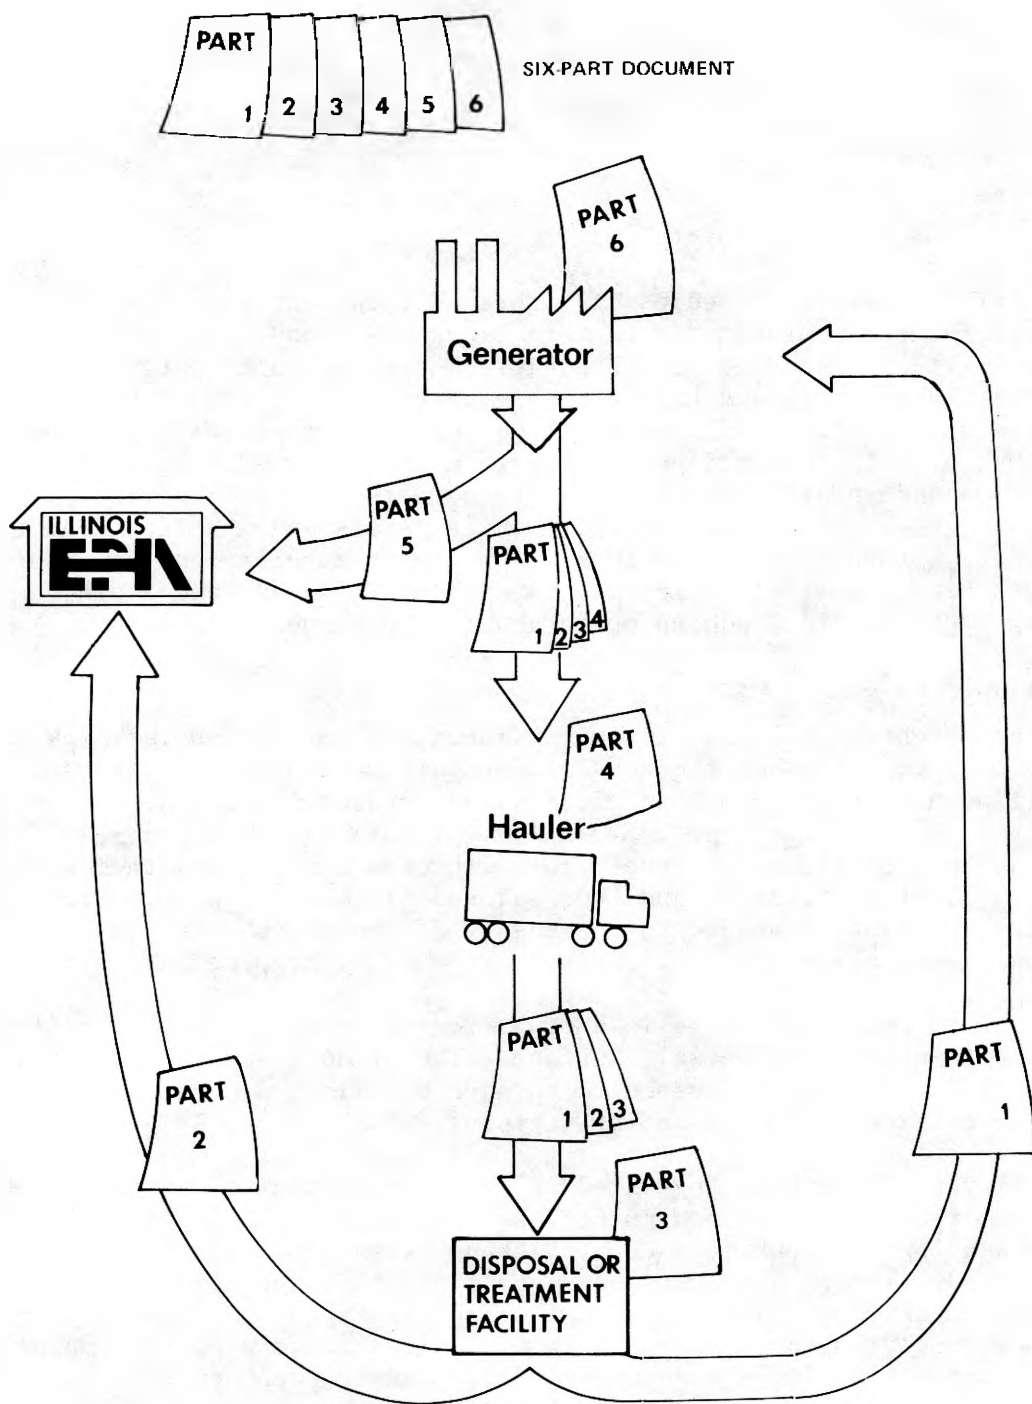 PART
1 2 3 4 5 6
SIX-PART DOCUMENT
PART
6
Generator
PART
5
ILLINOIS
EPA
PART
1 2 3 4
PART
4
Hauler
PART
1 2 3
PART
2
PART
1
PART
3
DISPOSAL OR
TREATMENT
FACILITY